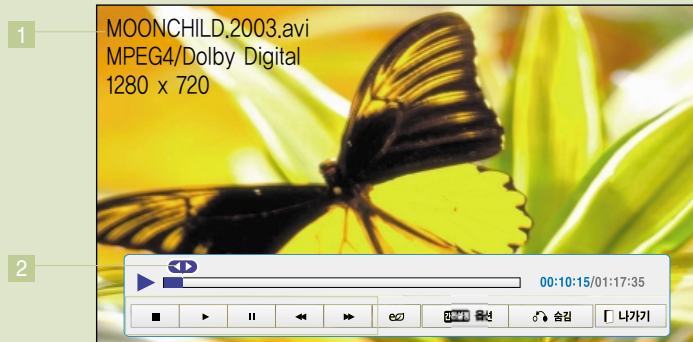 1
MOONCHILD.2003.avi
MPEG4/Dolby Digital
1280 x 720
2
00:10:15/01:17:35
옵션
숨김
나가기